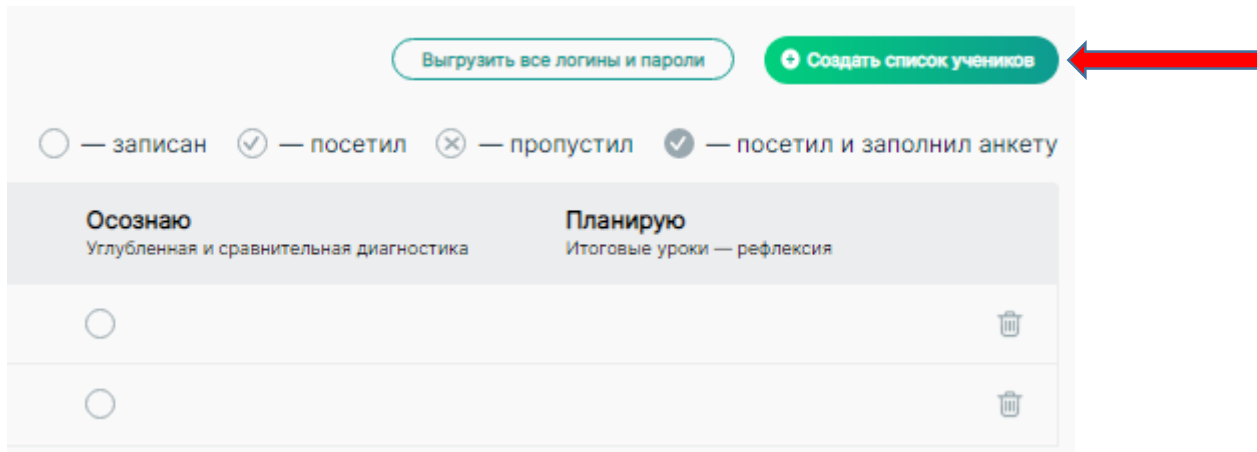 Выгрузить все логины и пароли
Создать список учеников
— записан — посетил — пропустил — посетил и заполнил анкету
Осознаю Планирую
Углубленная и сравнительная диагностика Итоговые уроки — рефлексия